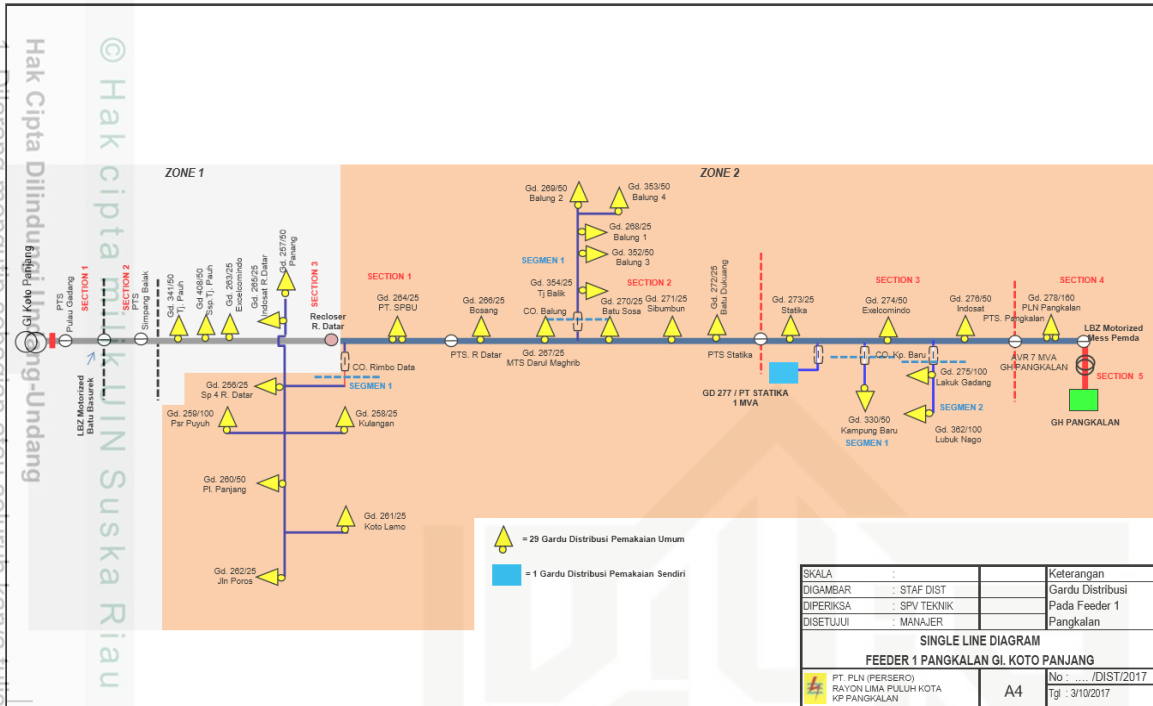 © Hak cipta milik UIN Suska Riau
Hak Cipta Dilindungi Undang-Undang
ZONE 1
ZONE 2
GI Koto Panjang
PTS
Pulau Gadang
SECTION 1
LBZ Motorized
Batu Basurek
SECTION 2
PTS
Simpang Balak
Gd. 341/50
Tj. Pauh
Gd 408/50
Ssp.Tj. Pauh
Gd. 263/25
Exelcomindo
Gd. 265/25
Indosat R.Datar
Gd. 257/50
Panang
SECTION 3
Recloser
R. Datar
CO. Rimbo Data
SEGMEN 1
Gd. 256/25
Sp 4 R. Datar
Gd. 259/100
Psr Puyuh
Gd. 258/25
Kulangan
Gd. 260/50
Pl. Panjang
Gd. 261/25
Koto Lamo
Gd. 262/25
Jln Poros
SECTION 1
Gd. 264/25
PT. SPBU
PTS. R Datar
Gd. 266/25
Bosang
Gd. 267/25
MTS Darul Maghrib
CO. Balung
SEGMEN 1
Gd. 269/50
Balung 2
Gd. 353/50
Balung 4
Gd. 268/25
Balung 1
Gd. 352/50
Balung 3
Gd. 354/25
Tj Balik
SECTION 2
Gd. 270/25
Batu Sosa
Gd. 271/25
Sibumbun
Gd. 272/25
Batu Dukuang
PTS Statika
Gd. 273/25
Statika
GD 277 / PT STATIKA
1 MVA
SECTION 3
Gd. 274/50
Exelcomindo
CO. Kp. Baru
Gd. 330/50
Kampung Baru
SEGMEN 1
Gd. 275/100
Lakuk Gadang
SEGMEN 2
Gd. 362/100
Lubuk Nago
Gd. 276/50
Indosat
PTS. Pangkalan
AVR 7 MVA
GH PANGKALAN
SECTION 4
Gd. 278/160
PLN Pangkalan
LBZ Motorized
Mess Pemda
SECTION 5
GH PANGKALAN
= 29 Gardu Distribusi Pemakaian Umum
= 1 Gardu Distribusi Pemakaian Sendiri
SKALA :
DIGAMBAR : STAF DIST
DIPERIKSA : SPV TEKNIK
DISETUJUI : MANAJER
Keterangan
Gardu Distribusi
Pada Feeder 1
Pangkalan
SINGLE LINE DIAGRAM
FEEDER 1 PANGKALAN GI. KOTO PANJANG
PT. PLN (PERSERO)
RAYON LIMA PULUH KOTA
KP PANGKALAN
A4
No : .... /DIST/2017
Tgl : 3/10/2017